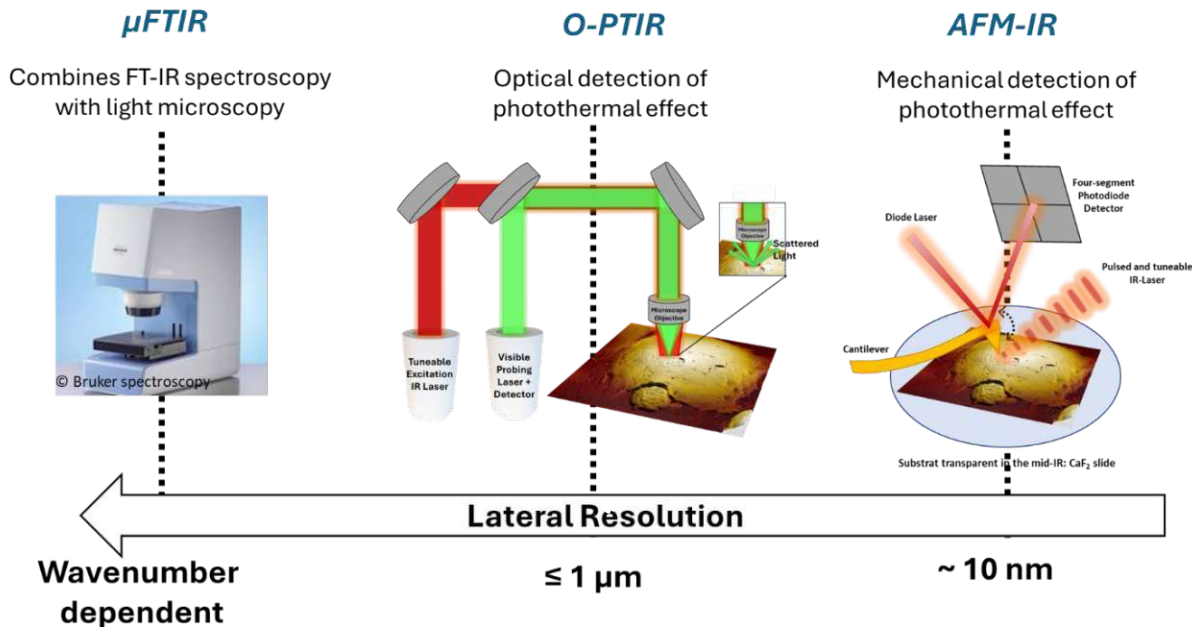 µFTIR
O-PTIR
AFM-IR
Combines FT-IR spectroscopy
with light microscopy
Optical detection of
photothermal effect
Mechanical detection of
photothermal effect
© Bruker spectroscopy
Tuneable
Excitation
IR Laser
Visible
Probing
Laser +
Detector
Microscope
Objective
Microscope
Objective
Scattered
Light
Four-segment
Photodiode
Detector
Diode Laser
Pulsed and tuneable
IR-Laser
Cantilever
Substrat transparent in the mid-IR: CaF₂ slide
Lateral Resolution
Wavenumber
dependent
≤ 1 µm
~ 10 nm